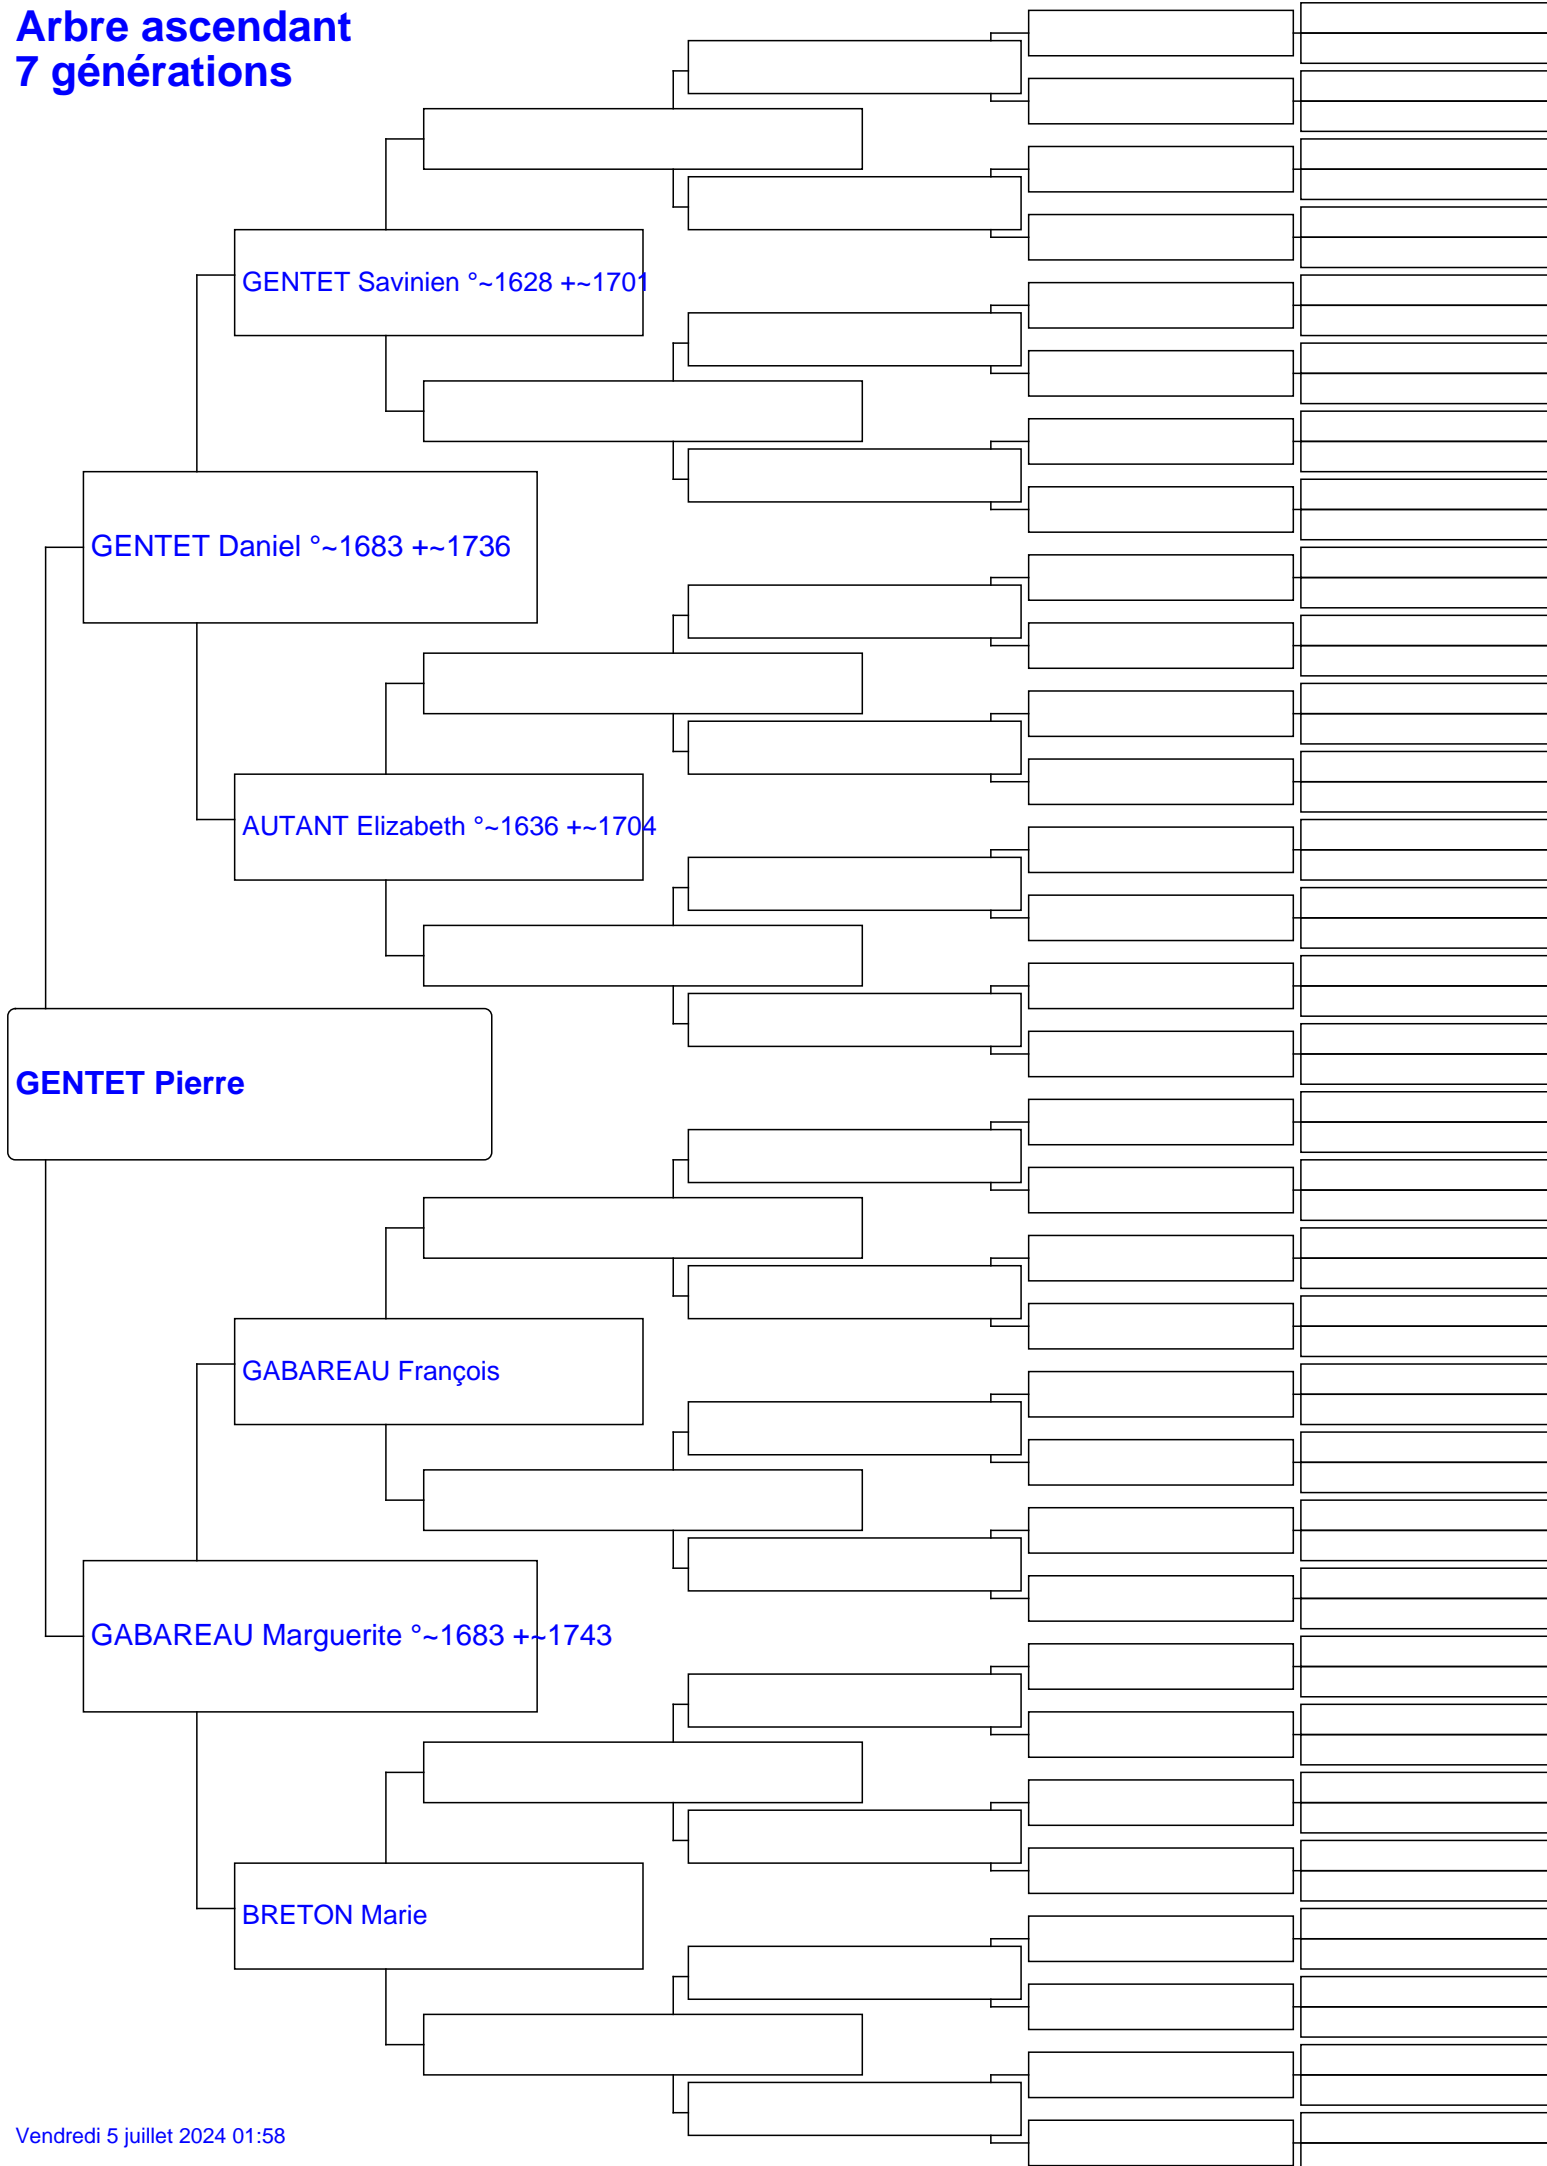 Arbre ascendant
7 générations
GENTET Savinien °~1628 +~1701
GENTET Daniel °~1683 +~1736
AUTANT Elizabeth °~1636 +~1704
GENTET Pierre
GABAREAU François
GABAREAU Marguerite °~1683 +~1743
BRETON Marie
Vendredi 5 juillet 2024 01:58